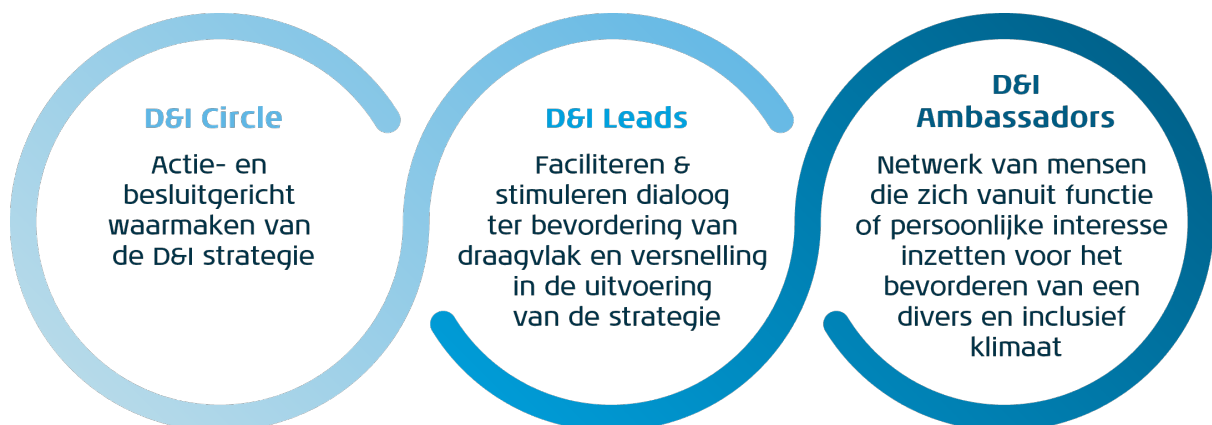 D&I Circle
Actie- en
besluitgericht
waarmaken van
de D&I strategie
D&I Leads
Faciliteren &
stimuleren dialoog
ter bevordering van
draagvlak en versnelling
in de uitvoering
van de strategie
D&I
Ambassadors
Netwerk van mensen
die zich vanuit functie
of persoonlijke interesse
inzetten voor het
bevorderen van een
divers en inclusief
klimaat